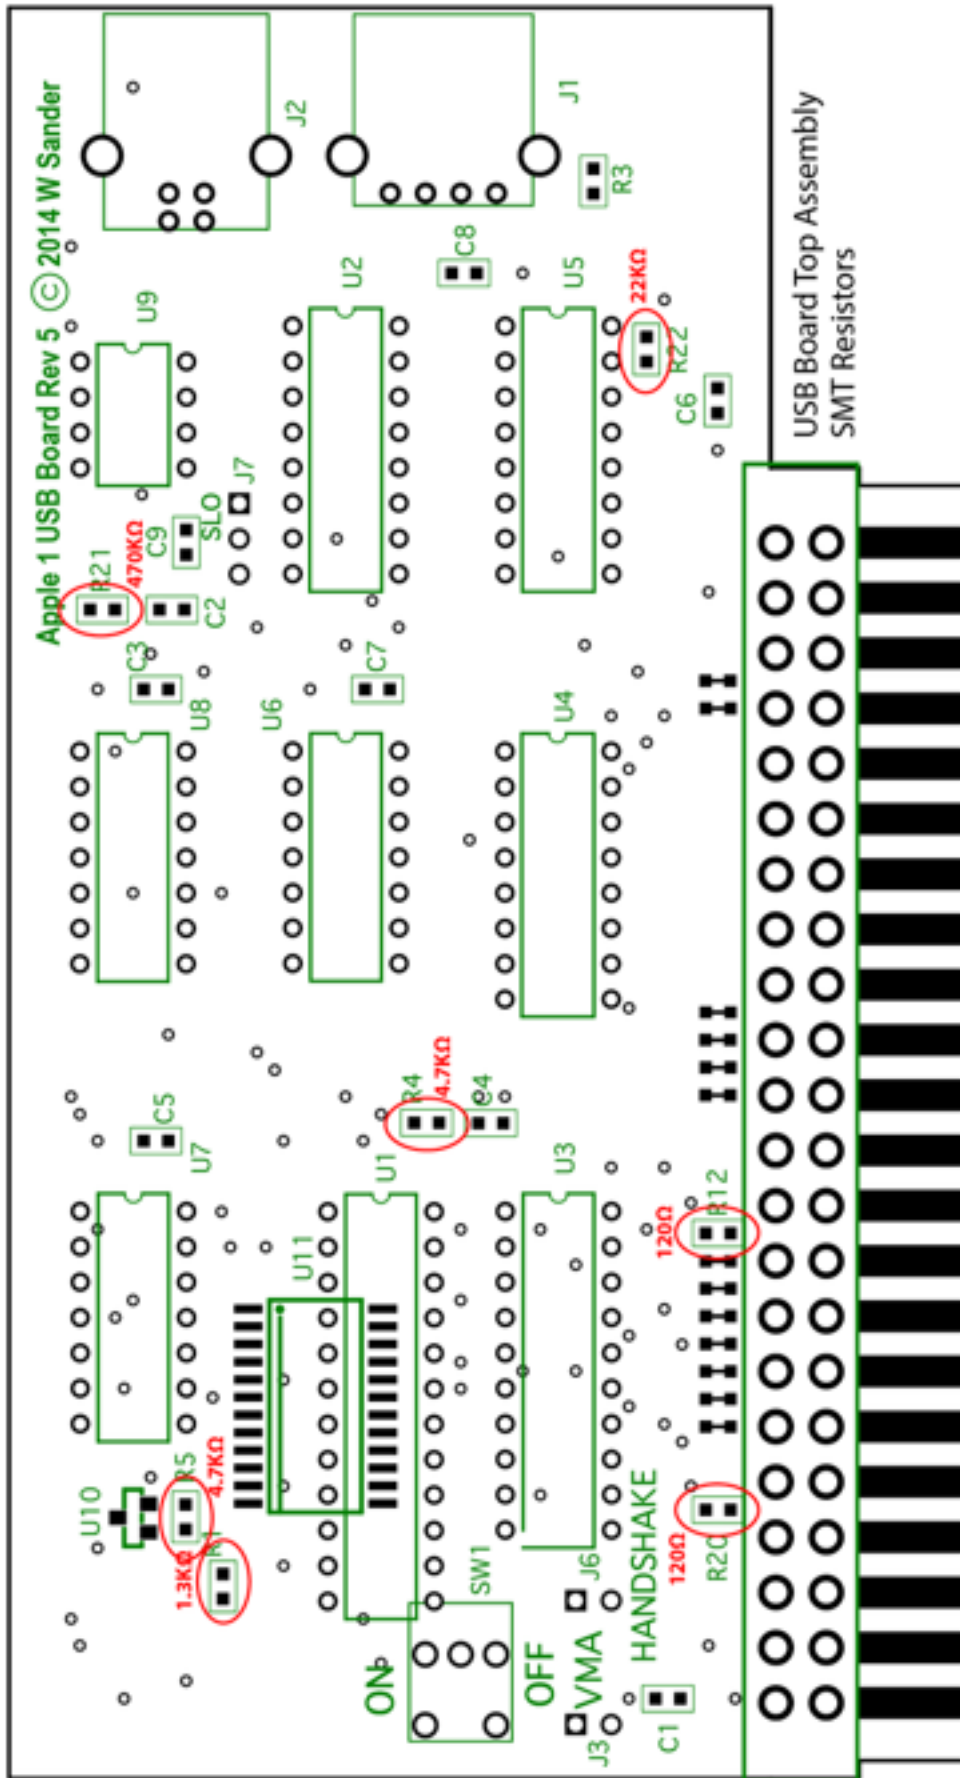 Apple 1 USB Board Rev 5 © 2014 W Sander
J2
J1
R3
C8
U9
U2
U5
22KΩ
R22
C6
USB Board Top Assembly
SMT Resistors
J7
SLO
C9
470KΩ
R21
C2
C3
C7
U8
U6
U4
4.7KΩ
R4
C4
C5
U7
U1
U3
120Ω
R12
U11
U10
R5
4.7KΩ
R1
1.3KΩ
SW1
J6
HANDSHAKE
120Ω
R20
ON
OFF
VMA
J3
C1